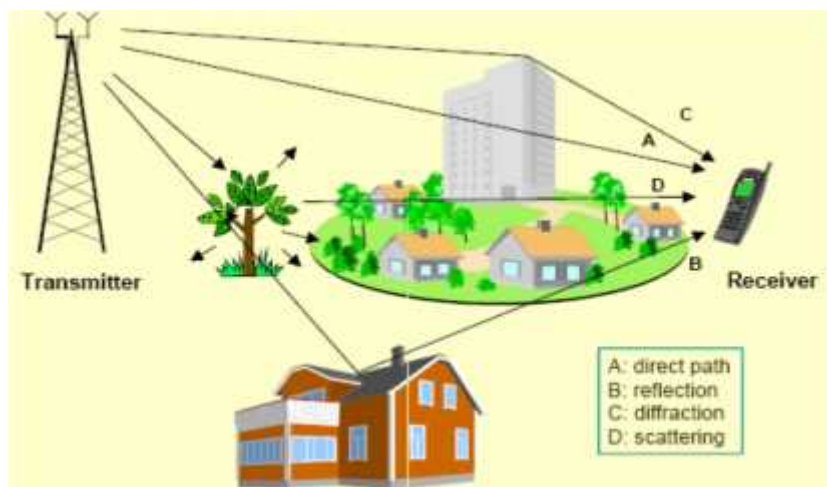 C
A
D
B
Transmitter
Receiver
A: direct path
B: reflection
C: diffraction
D: scattering